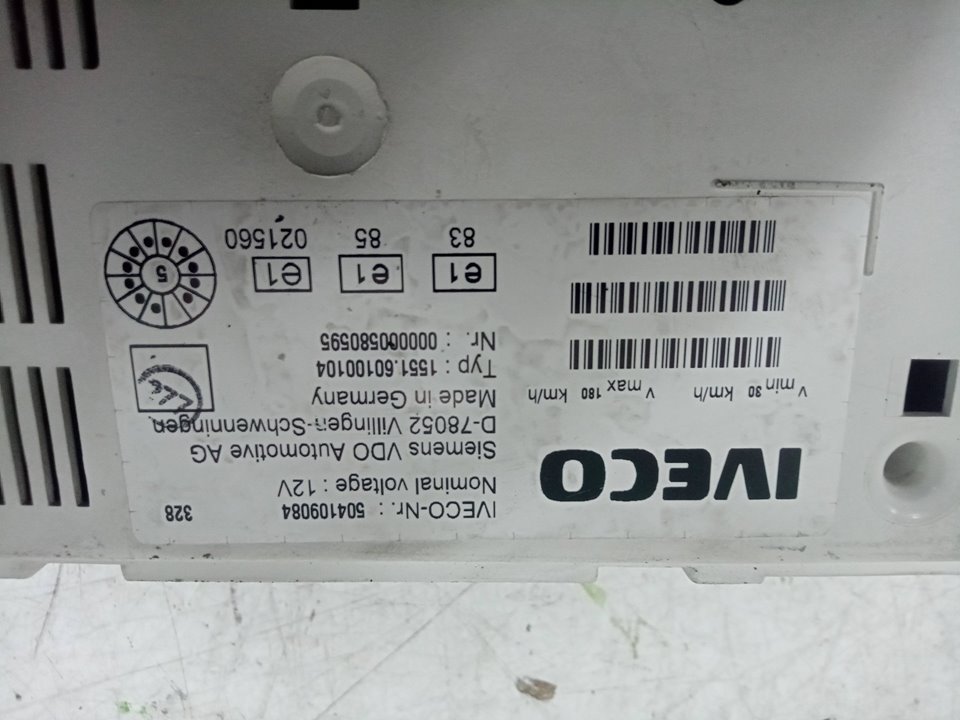 IVECO
IVECO-Nr. : 504109084
328
Nominal voltage : 12V
Siemens VDO Automotive AG
D-78052 Villingen-Schwenningen
Made in Germany
Typ : 1551.60100104
Nr. : 00000580595
V min 30 km/h V max 180 km/h
e1 e1 e1
83 85 021560
5